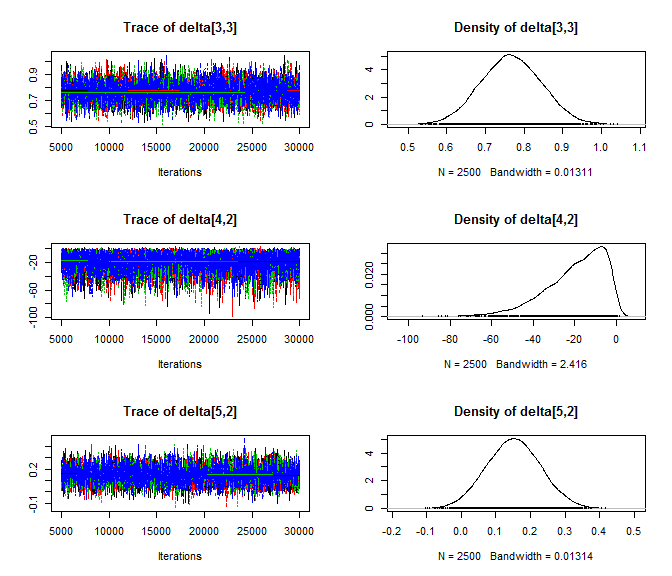 Trace of delta[3,3]
0.5 0.7 0.9
5000 10000 15000 20000 25000 30000
Iterations
Density of delta[3,3]
0 2 4
0.5 0.6 0.7 0.8 0.9 1.0 1.1
N = 2500 Bandwidth = 0.01311
Trace of delta[4,2]
-100 -60 -20
5000 10000 15000 20000 25000 30000
Iterations
Density of delta[4,2]
0.000 0.020
-100 -80 -60 -40 -20 0
N = 2500 Bandwidth = 2.416
Trace of delta[5,2]
-0.1 0.2
5000 10000 15000 20000 25000 30000
Iterations
Density of delta[5,2]
0 2 4
-0.2 -0.1 0.0 0.1 0.2 0.3 0.4 0.5
N = 2500 Bandwidth = 0.01314